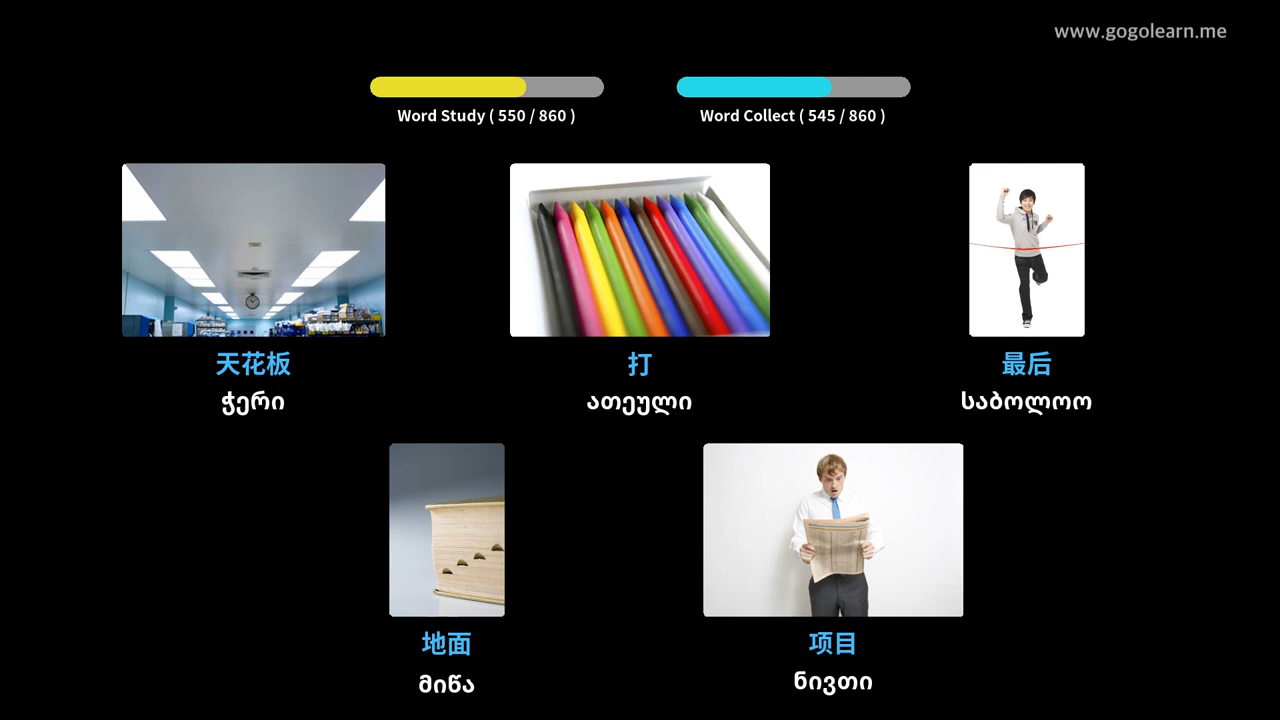 www.gogolearn.me
Word Study ( 550 / 860 )
Word Collect ( 545 / 860 )
天花板
ჭერი
打
ათეული
最后
საბოლოო
地面
მიწა
项目
ნივთი